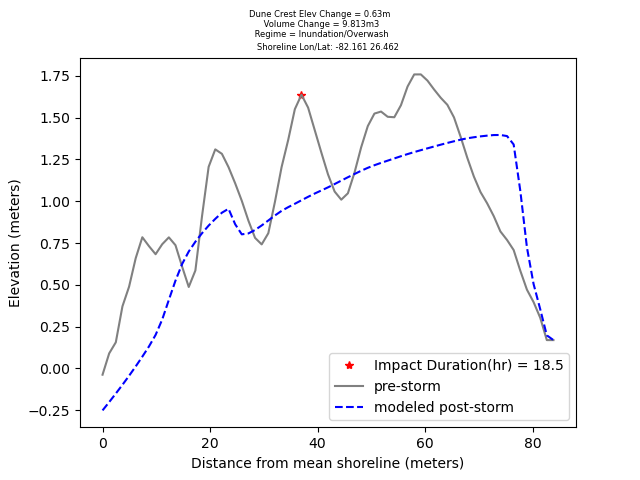 Dune Crest Elev Change = 0.63m
Volume Change = 9.813m3
Regime = Inundation/Overwash
Shoreline Lon/Lat: -82.161 26.462
1.75
1.50
1.25
1.00
0.75
0.50
0.25
0.00
−0.25
Elevation (meters)
Impact Duration(hr) = 18.5
pre-storm
modeled post-storm
0 20 40 60 80
Distance from mean shoreline (meters)